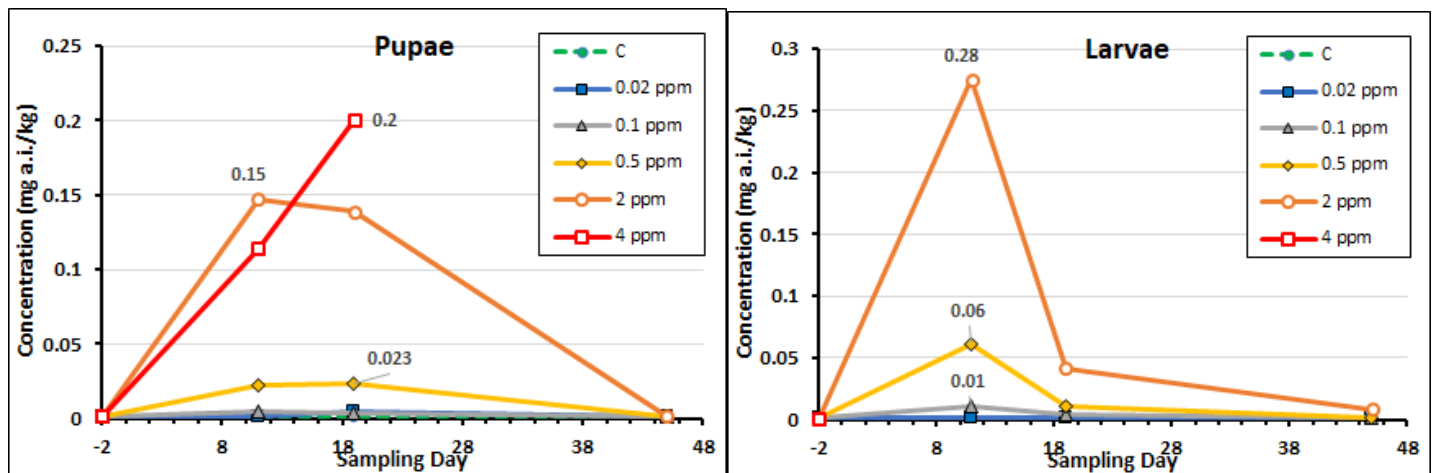 Pupae
0.25
0.2
0.15
0.1
0.05
0
Concentration (mg a.i./kg)
0.15
0.2
0.023
C
0.02 ppm
0.1 ppm
0.5 ppm
2 ppm
4 ppm
-2 8 18 28 38 48
Sampling Day
Larvae
0.3
0.25
0.2
0.15
0.1
0.05
0
Concentration (mg a.i./kg)
0.28
0.06
0.01
C
0.02 ppm
0.1 ppm
0.5 ppm
2 ppm
4 ppm
-2 8 18 28 38 48
Sampling Day